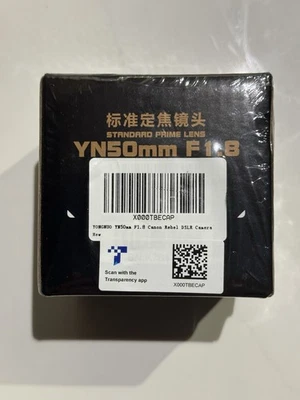 标准定焦镜头
STANDARD PRIME LENS
YN50mm F1.8
X000TBECAP
YONGNUO YN50mm F1.8 Canon Rebel DSLR Camera
New
Scan with the
Transparency app
X000TBECAP